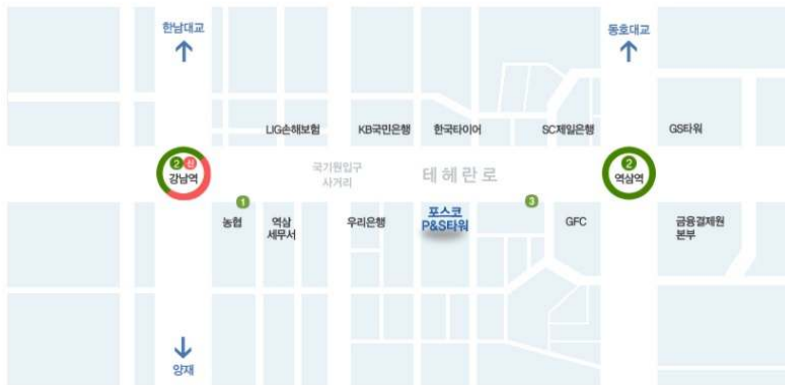 한남대교
동호대교
LIG손해보험
KB국민은행
한국타이어
SC제일은행
GS타워
2 신
강남역
국기원입구
사거리
테헤란로
2
역삼역
1
3
농협
역삼
세무서
우리은행
포스코
P&S타워
GFC
금융결제원
본부
양재